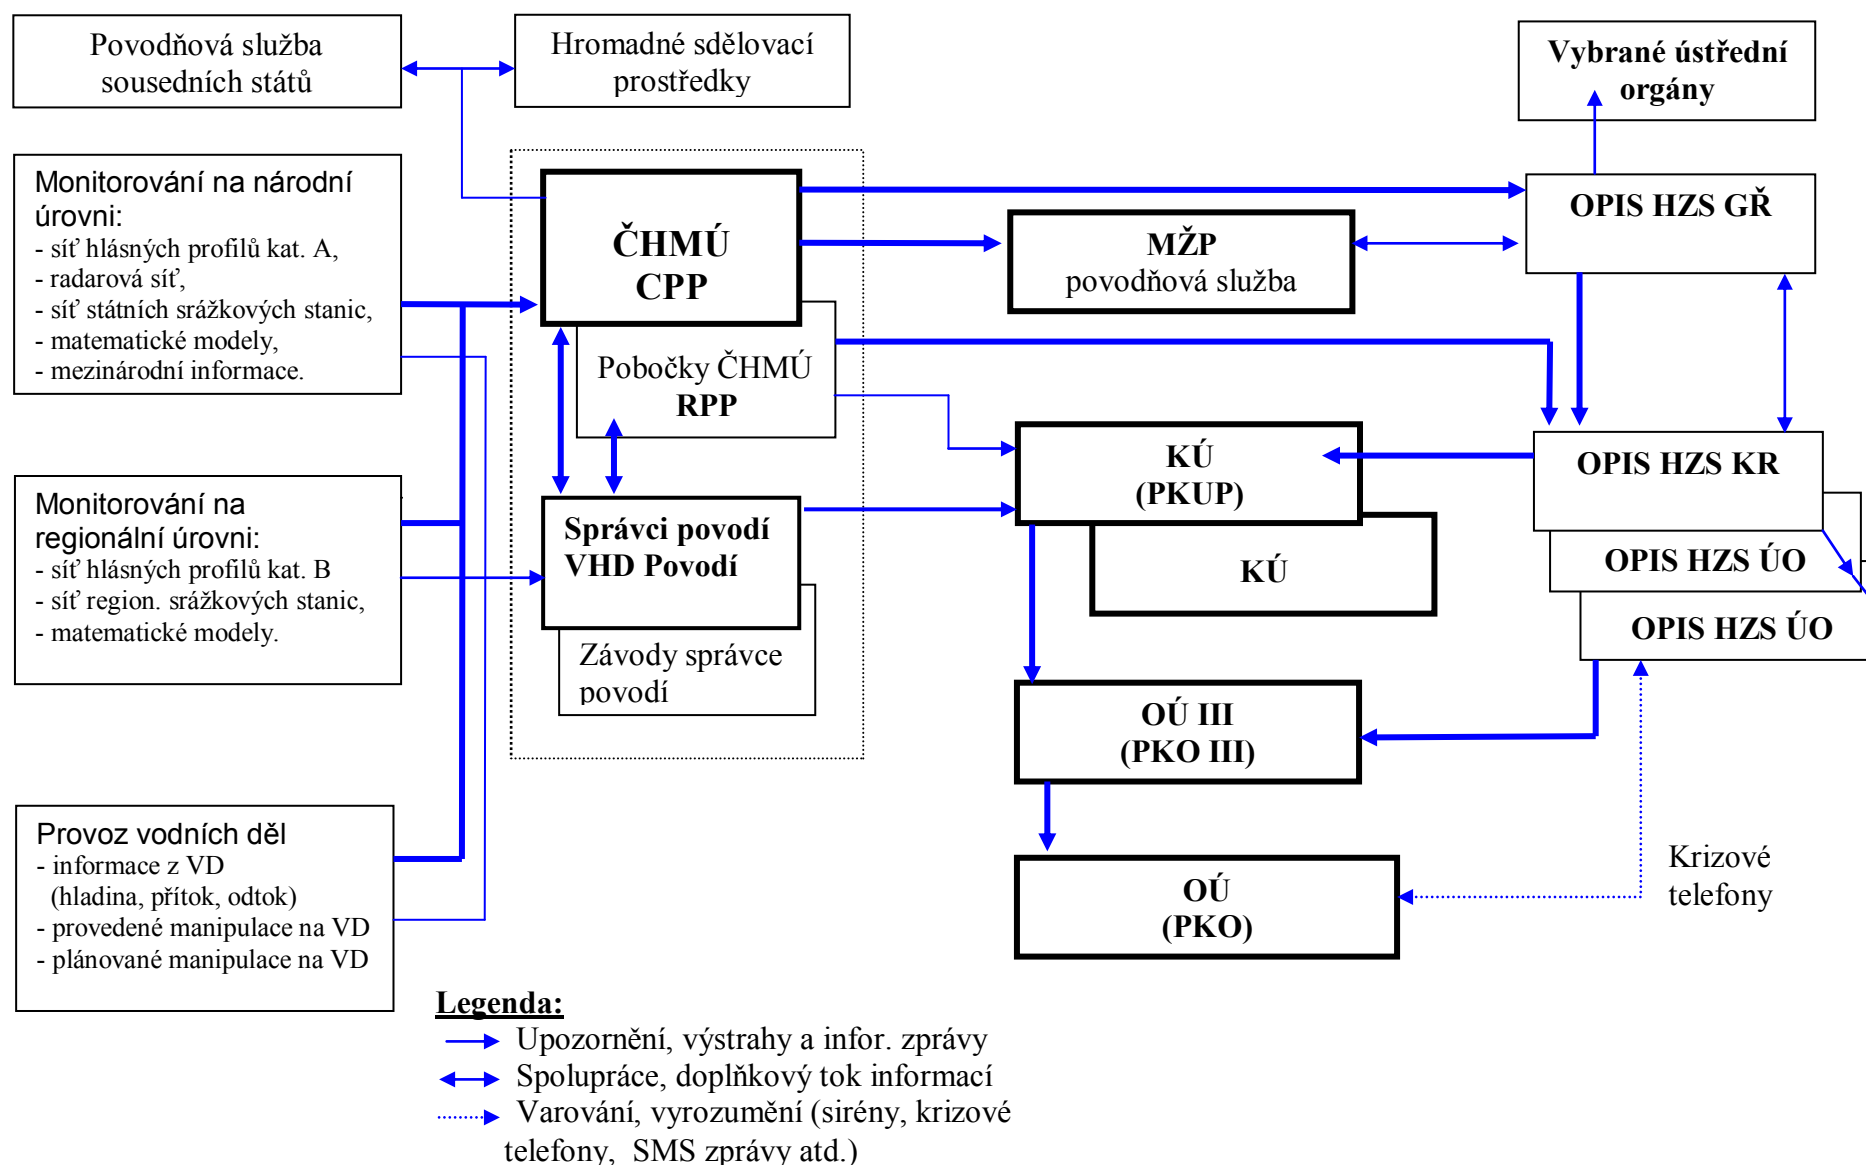 Povodňová služba
sousedních států
Hromadné sdělovací
prostředky
Vybrané ústřední
orgány
Monitorování na národní
úrovni:
- síť hlásných profilů kat. A,
- radarová síť,
- síť státních srážkových stanic,
- matematické modely,
- mezinárodní informace.
ČHMÚ
CPP
Pobočky ČHMÚ
RPP
MŽP
povodňová služba
OPIS HZS GŘ
Monitorování na
regionální úrovni:
- síť hlásných profilů kat. B
- síť region. srážkových stanic,
- matematické modely.
Správci povodí
VHD Povodí
Závody správce
povodí
KÚ
(PKUP)
KÚ
OPIS HZS KR
OPIS HZS ÚO
OPIS HZS ÚO
OÚ III
(PKO III)
Provoz vodních děl
- informace z VD
(hladina, přítok, odtok)
- provedené manipulace na VD
- plánované manipulace na VD
OÚ
(PKO)
Krizové
telefony
Legenda:
Upozornění, výstrahy a infor. zprávy
Spolupráce, doplňkový tok informací
Varování, vyrozumění (sirény, krizové
telefony, SMS zprávy atd.)